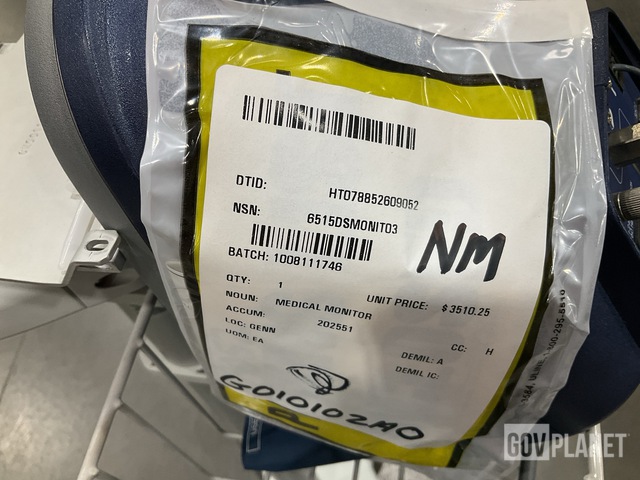 DTID: HT078852609052
NSN: 6515DSMONIT03
BATCH: 1008111746
NM
QTY: 1 UNIT PRICE: $ 3510.25
NOUN: MEDICAL MONITOR
ACCUM: 202551
LOC: GENN CC: H
UOM: EA DEMIL: A
DEMIL IC:
G010102MO
GOVPLANET